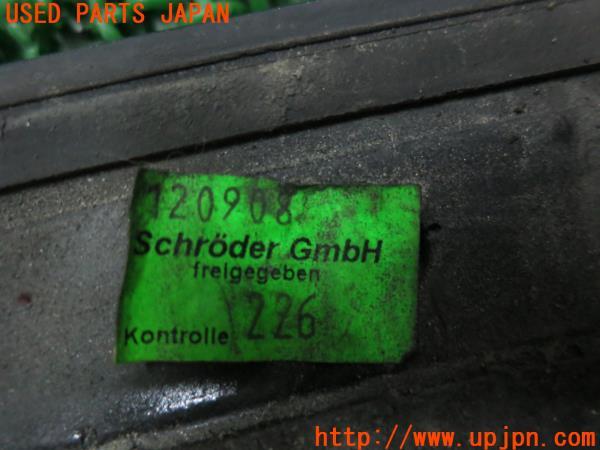 USED PARTS JAPAN
120908
Schröder GmbH
freigegeben
Kontrolle 226
http://www.upjpn.com/